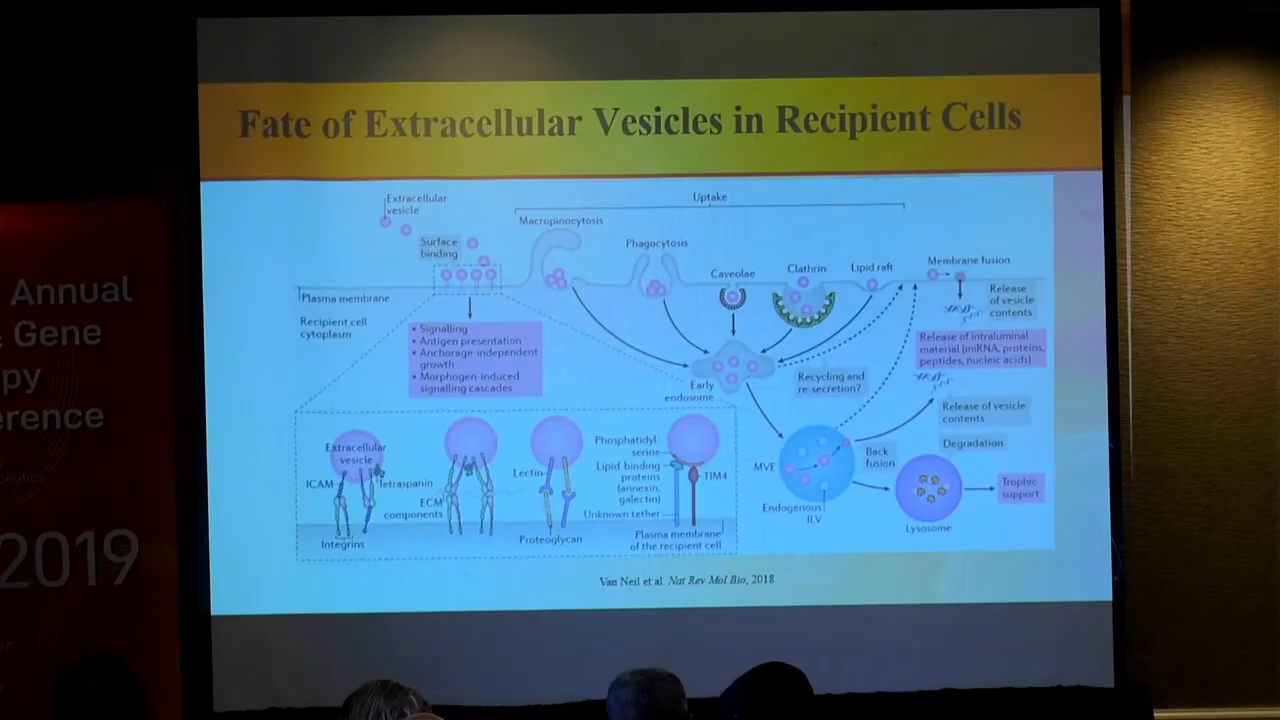 Fate of Extracellular Vesicles in Recipient Cells
Extracellular
vesicle
Uptake
Macropinocytosis
Surface
binding
Phagocytosis
Caveolae
Clathrin
Lipid raft
Membrane fusion
Plasma membrane
Recipient cell
cytoplasm
Release
of vesicle
contents
• Signalling
• Antigen presentation
• Anchorage-independent
growth
• Morphogen-induced
signalling cascades
Release of intraluminal
material (miRNA, proteins,
peptides, nucleic acids)
Early
endosome
Recycling and
re-secretion?
Release of vesicle
contents
Extracellular
vesicle
ICAM
Tetraspanin
Integrins
ECM
components
Lectin
Proteoglycan
Phosphatidyl-
serine
Lipid-binding
proteins
(annexin,
galectin)
TIM4
Unknown tether
Plasma membrane
of the recipient cell
MVE
Endogenous
ILV
Back
fusion
Degradation
Lysosome
Trophic
support
Van Neil et al. Nat Rev Mol Bio, 2018
Annual
& Gene
py
erence
2019